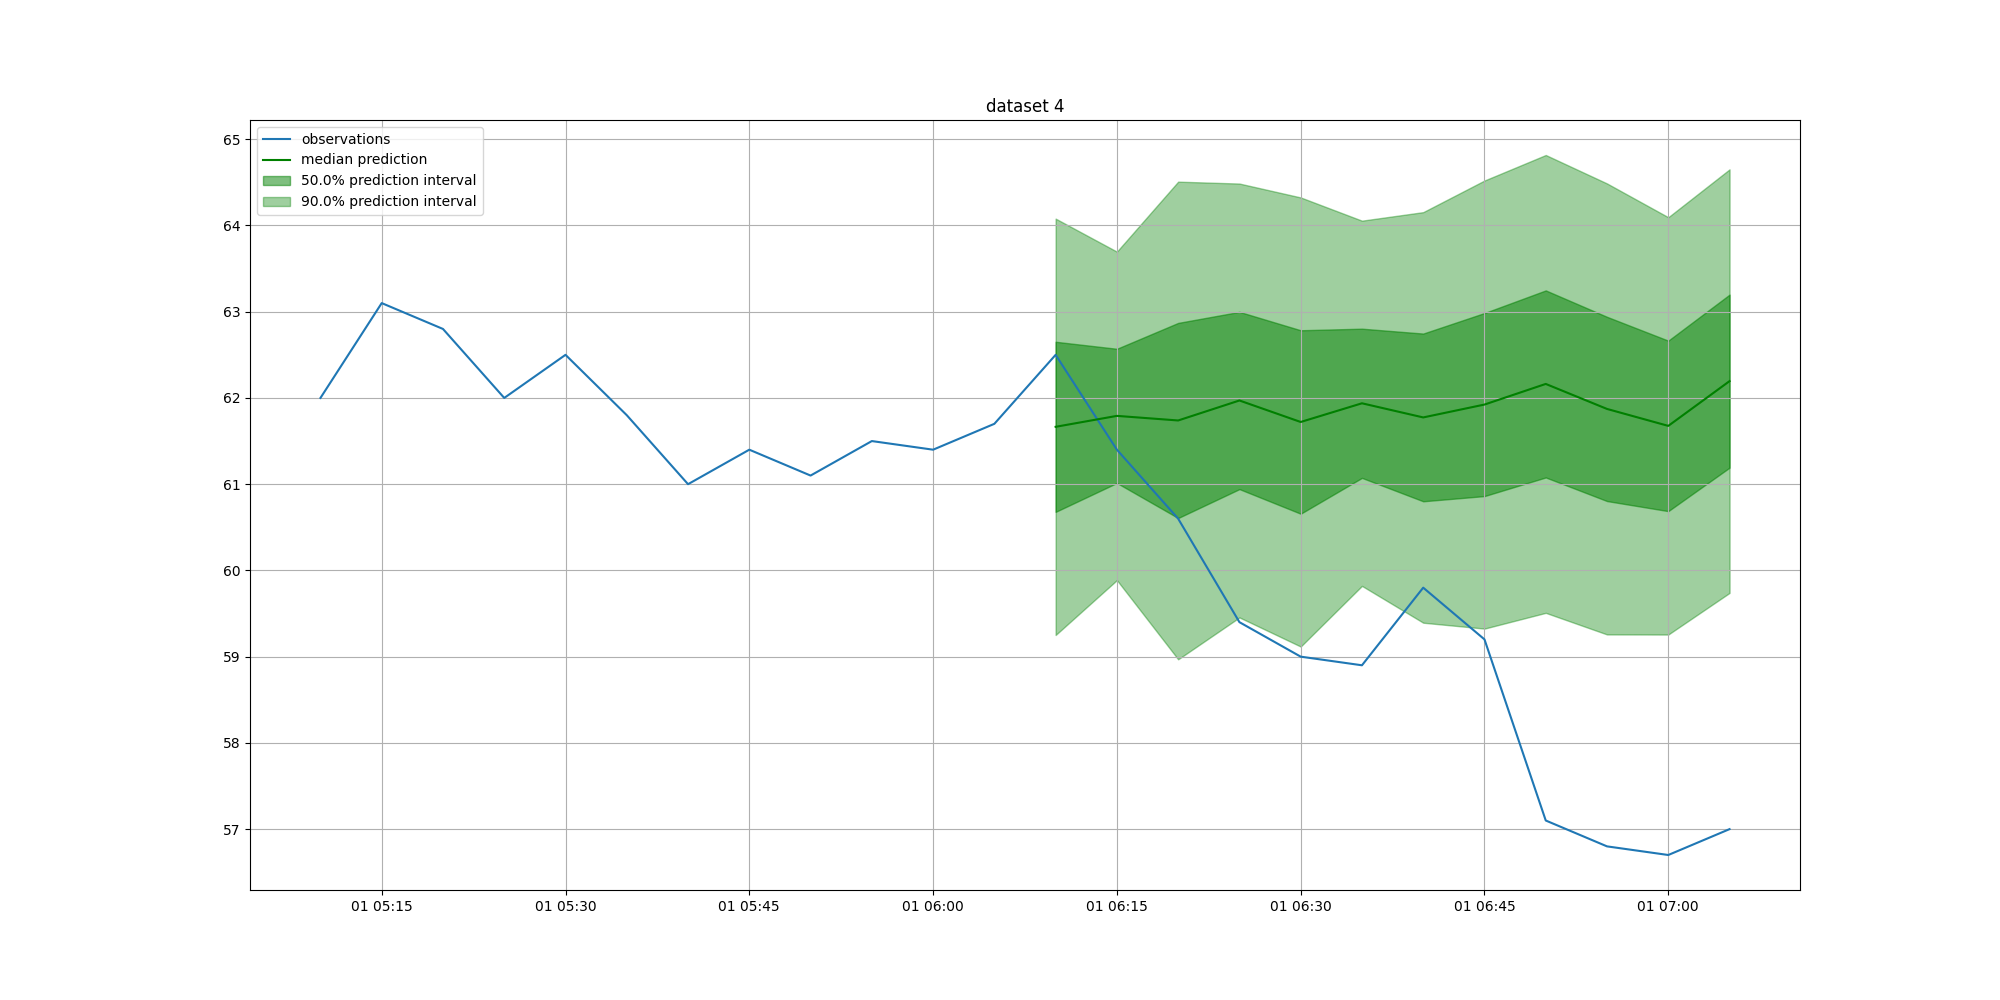 dataset 4
observations
median prediction
50.0% prediction interval
90.0% prediction interval
65
64
63
62
61
60
59
58
57
01 05:15 01 05:30 01 05:45 01 06:00 01 06:15 01 06:30 01 06:45 01 07:00